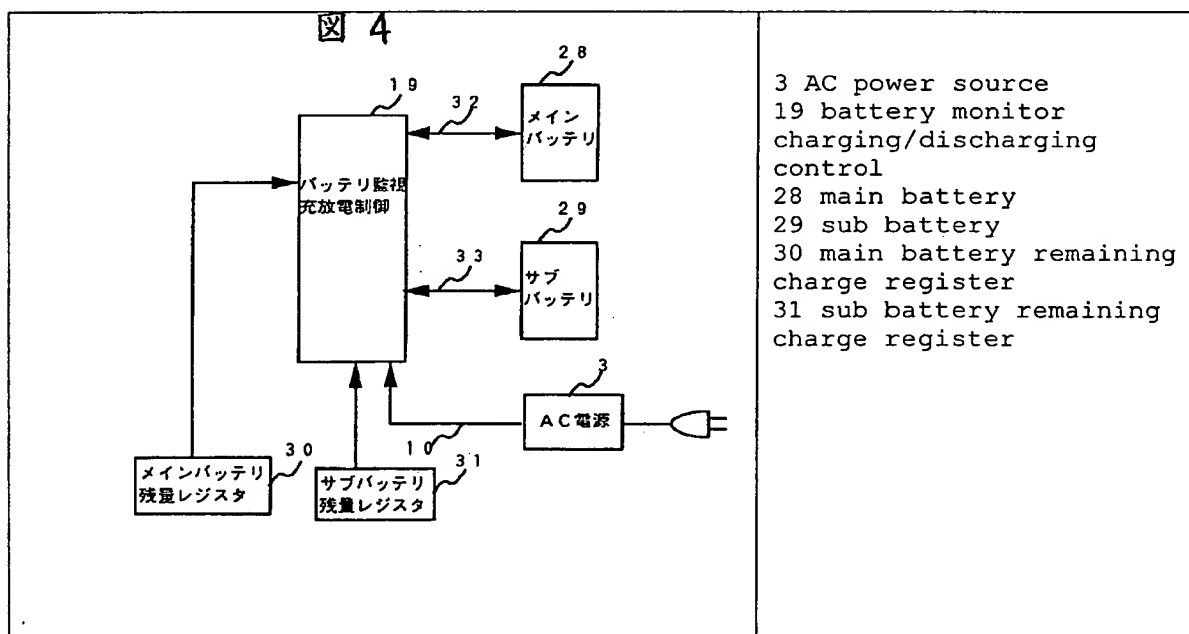 図 4
28
19
32
メイン
バッテリ
バッテリ監視
充放電制御
29
33
サブ
バッテリ
3
AC電源
10
30
メインバッテリ
残量レジスタ
31
サブバッテリ
残量レジスタ
3 AC power source
19 battery monitor
charging/discharging
control
28 main battery
29 sub battery
30 main battery remaining
charge register
31 sub battery remaining
charge register